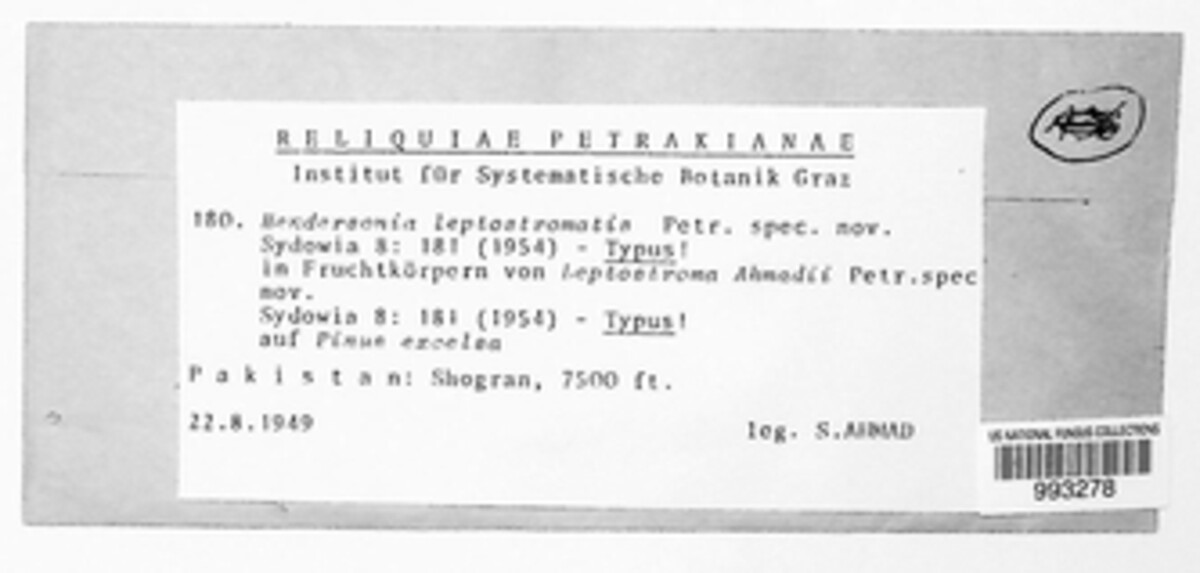 RELIQUIAE PETRAKIANAE
Institut für Systematische Botanik Graz
180. Hendersonia leptostromatis Petr. spec. nov.
Sydowia 8: 181 (1954) - Typus!
in Fruchtkörpern von Leptostroma Ahmadii Petr.spec
nov.
Sydowia 8: 181 (1954) - Typus!
auf Pinus excelsa
Pakistan: Shogran, 7500 ft.
22.8.1949 leg. S.AHMAD
US NATIONAL FUNGUS COLLECTIONS
993278